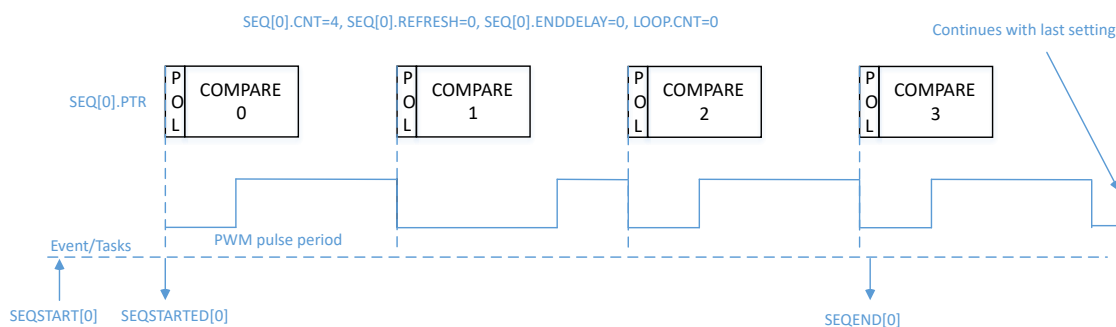 SEQ[0].CNT=4, SEQ[0].REFRESH=0, SEQ[0].ENDDELAY=0, LOOP.CNT=0
Continues with last setting
SEQ[0].PTR
P
O
L
COMPARE
0
P
O
L
COMPARE
1
P
O
L
COMPARE
2
P
O
L
COMPARE
3
Event/Tasks
PWM pulse period
SEQSTART[0]
SEQSTARTED[0]
SEQEND[0]